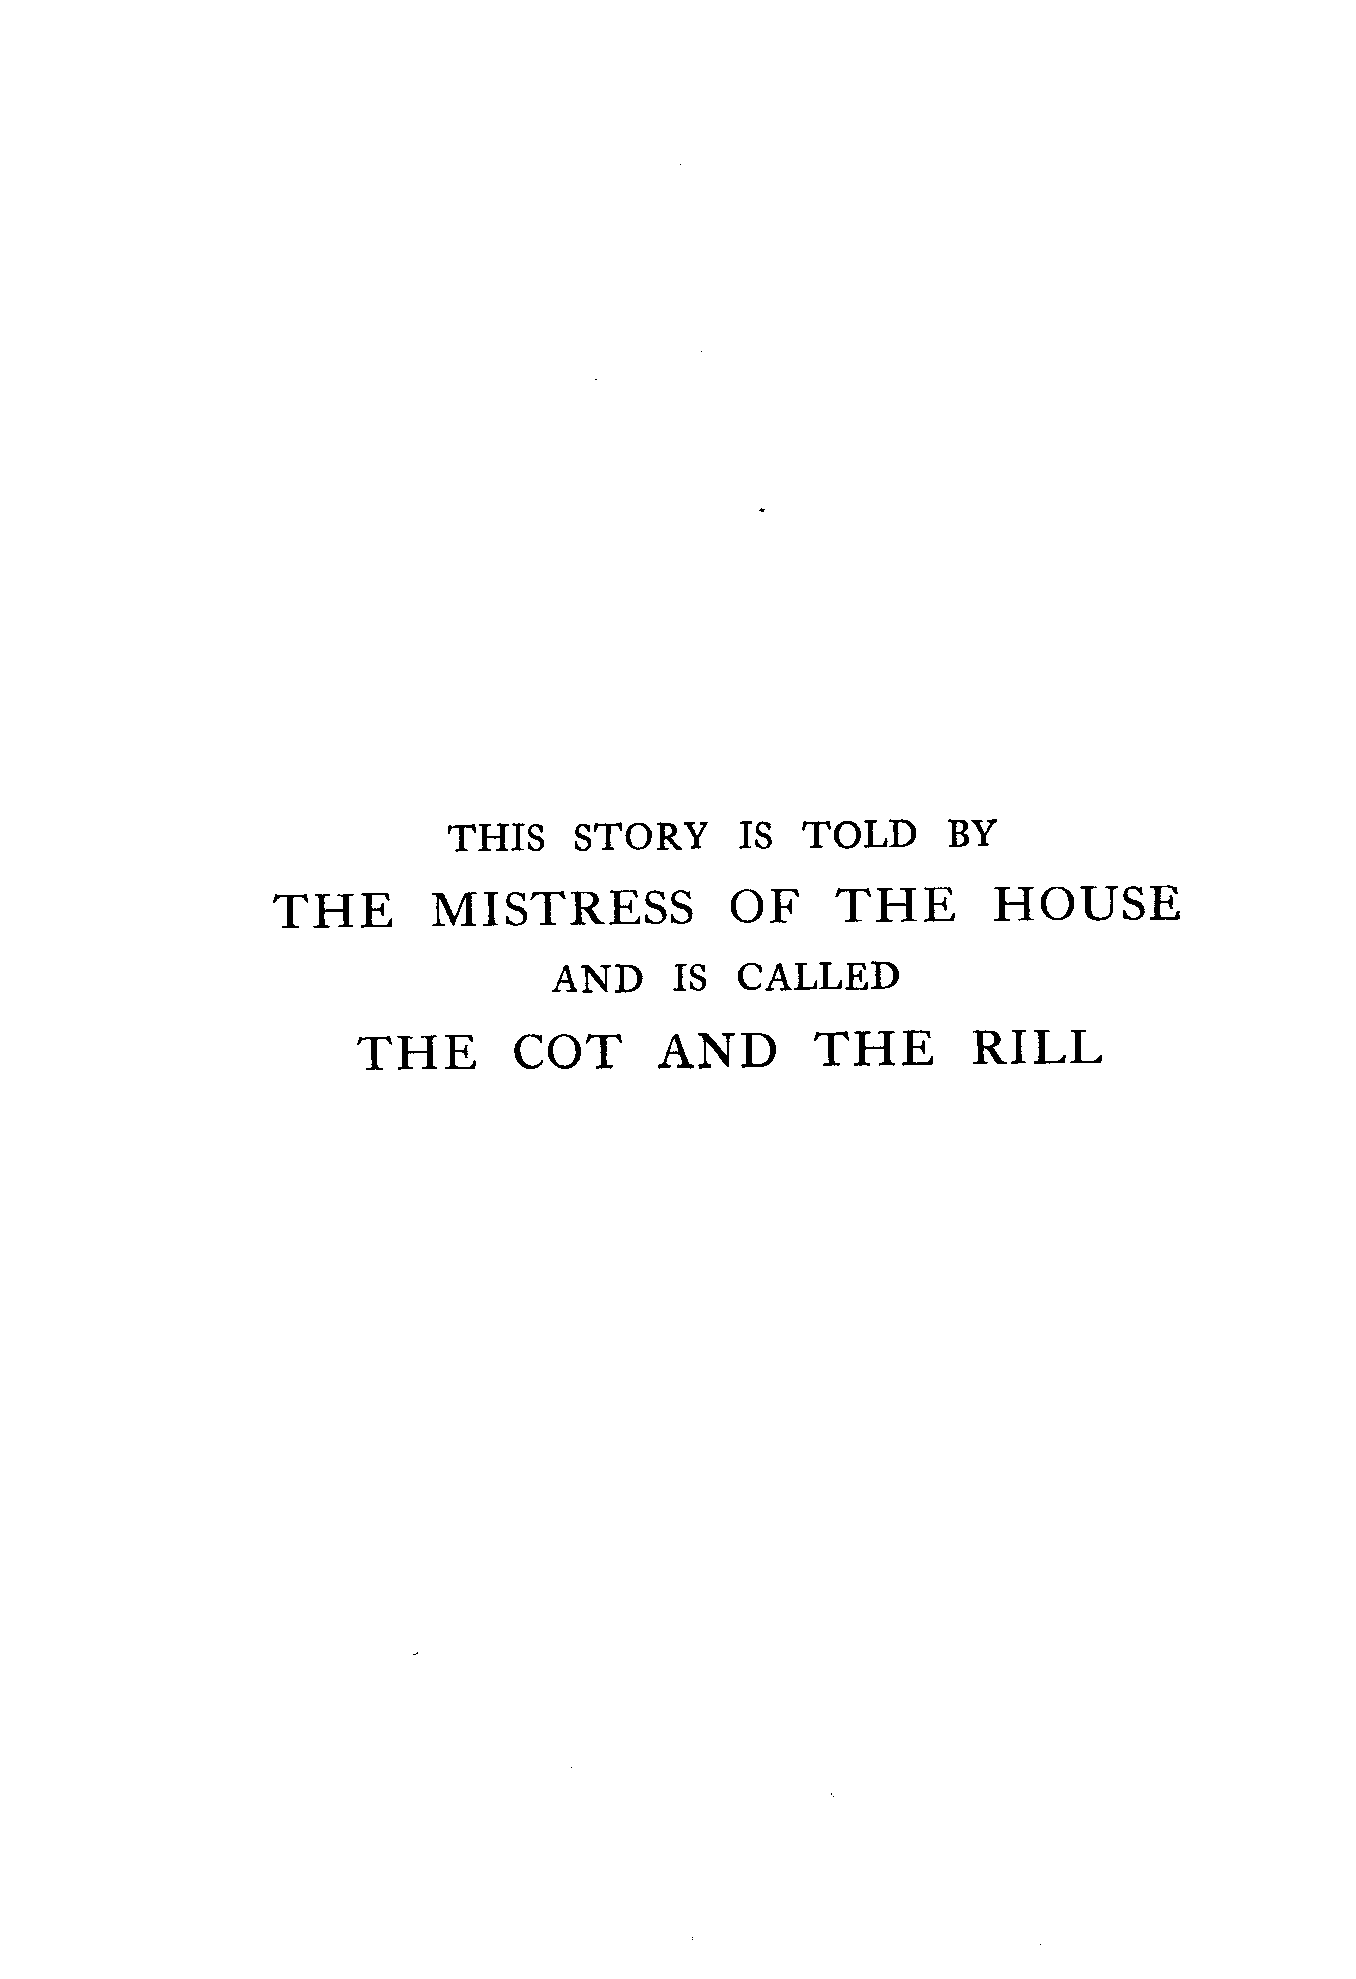 THIS STORY IS TOLD BY
THE MISTRESS OF THE HOUSE
AND IS CALLED
THE COT AND THE RILL